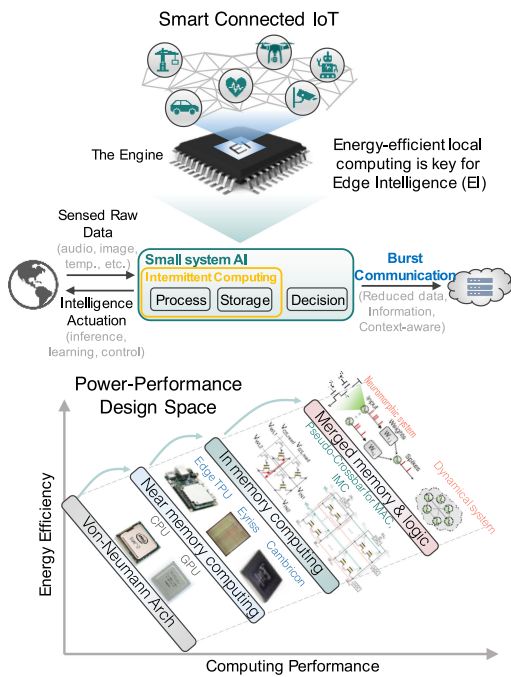 Smart Connected IoT
The Engine
EI
Energy-efficient local
computing is key for
Edge Intelligence (EI)
Sensed Raw
Data
(audio, image,
temp., etc.)
Intelligence
Actuation
(inference,
learning, control)
Small system AI
Intermittent Computing
Process
Storage
Decision
Burst
Communication
(Reduced data,
Information,
Context-aware)
Power-Performance
Design Space
Energy Efficiency
Computing Performance
Von-Neumann Arch
CPU
GPU
Near memory computing
Edge TPU
Eyriss
Cambricon
In memory computing
Pseudo-Crossbar for MAC,
IMC
Merged memory & logic
Neuromorphic system
Input
Weights
Spikes
Dynamical system